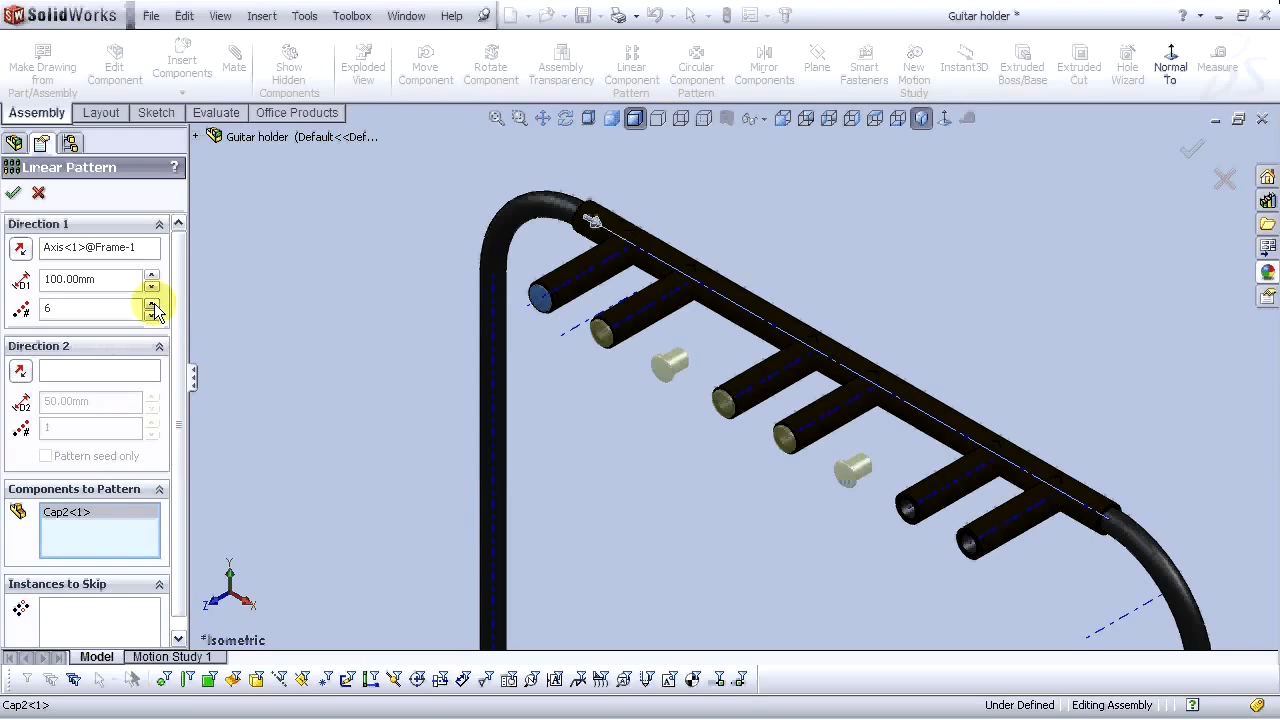 SolidWorks File Edit View Insert Tools Toolbox Window Help Guitar holder *
Make Drawing from Part/Assembly
Edit Component
Insert Components
Mate
Show Hidden Components
Exploded View
Move Component
Rotate Component
Assembly Transparency
Linear Component Pattern
Circular Component Pattern
Mirror Components
Plane
Smart Fasteners
New Motion Study
Instant3D
Extruded Boss/Base
Extruded Cut
Hole Wizard
Normal To
Measure
Assembly Layout Sketch Evaluate Office Products
Guitar holder (Default<<Def...
Linear Pattern ?
Direction 1
Axis<1>@Frame-1
D1 100.00mm
6
Direction 2
D2 50.00mm
1
Pattern seed only
Components to Pattern
Cap2<1>
Instances to Skip
Y
Z X
*Isometric
Model Motion Study 1
Cap2<1> Under Defined Editing Assembly ?